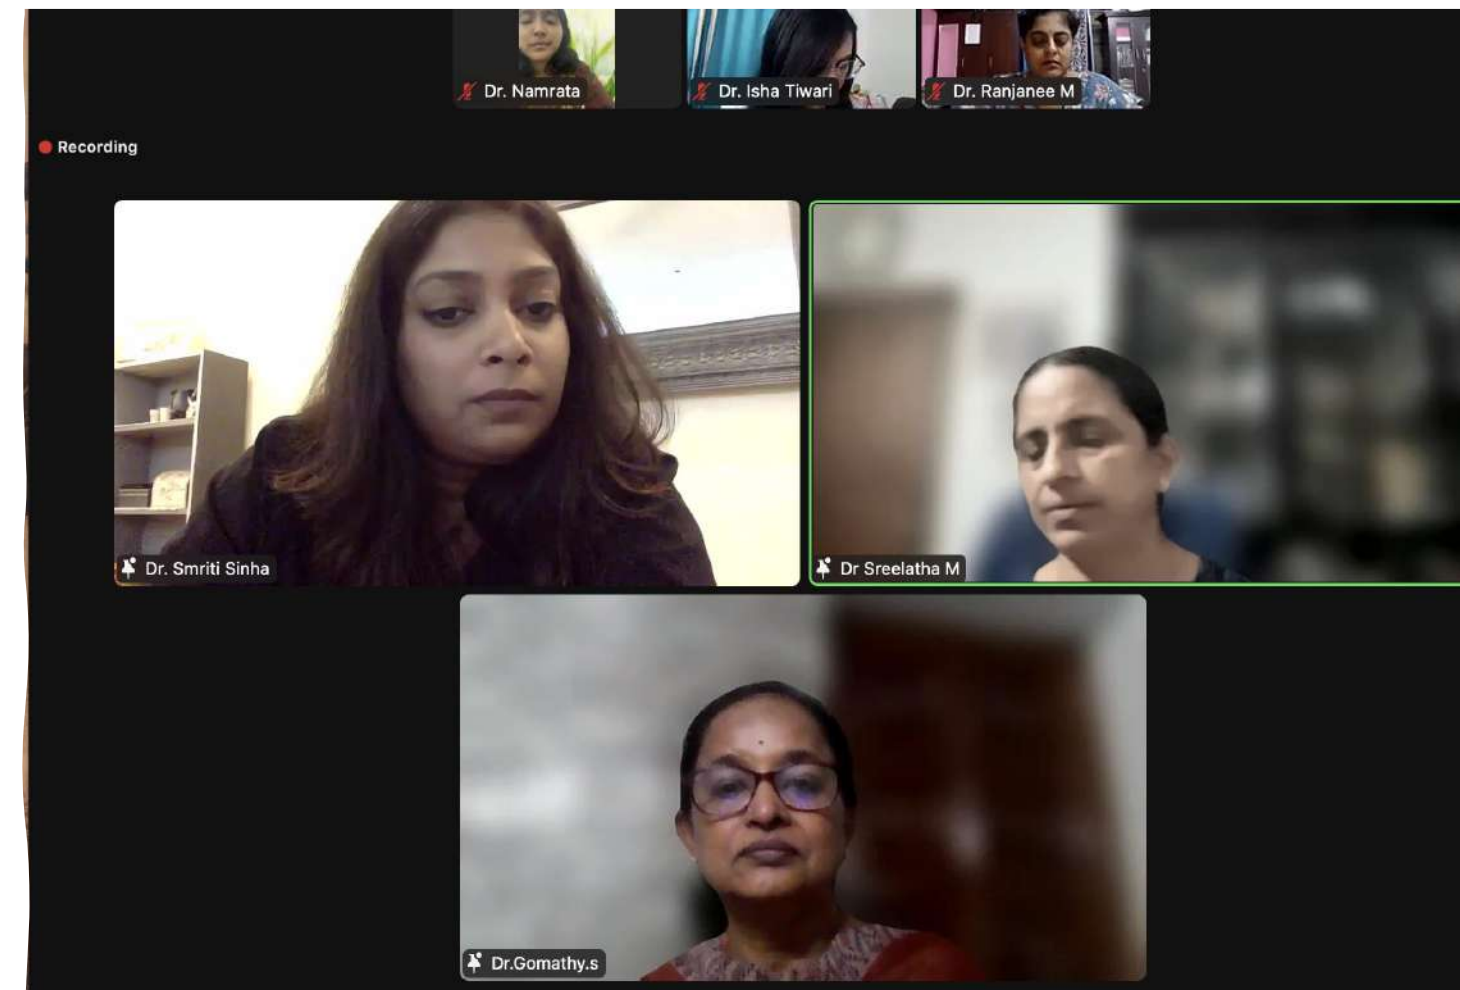 Dr. Namrata
Dr. Isha Tiwari
Dr. Ranjanee M
Recording
Dr. Smriti Sinha
Dr Sreelatha M
Dr.Gomathy.s